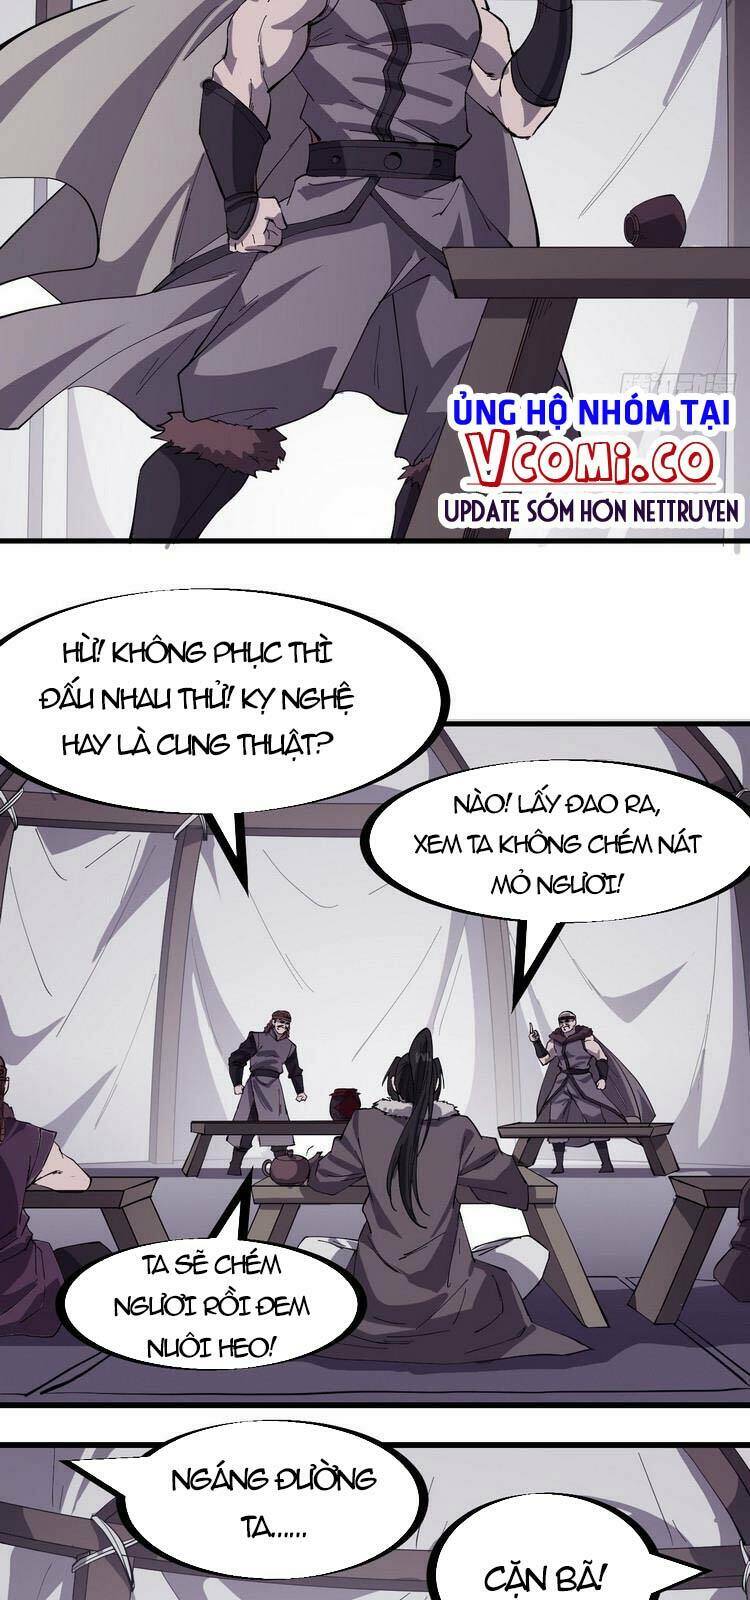 ỦNG HỘ NHÓM TẠI
VCOMI.CO
UPDATE SỚM HƠN NETTRUYEN
HỪ! KHÔNG PHỤC THÌ
ĐẤU NHAU THỬ! KỴ NGHỆ
HAY LÀ CUNG THUẬT?
NÀO! LẤY ĐAO RA,
XEM TA KHÔNG CHÉM NÁT
MỎ NGƯƠI!
TA SẼ CHÉM
NGƯƠI RỒI ĐEM
NUÔI HEO!
NGÁNG ĐƯỜNG
TA......
CẶN BÃ!